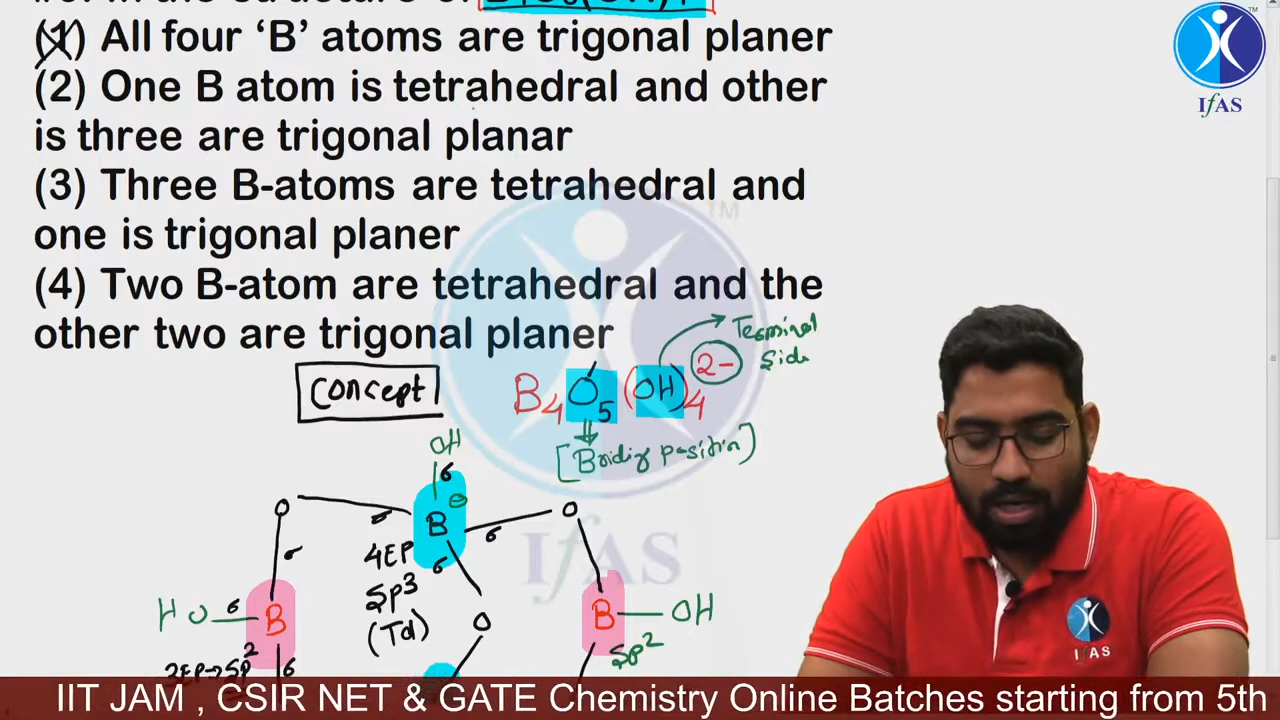 (1) All four ‘B’ atoms are trigonal planer
(2) One B atom is tetrahedral and other
is three are trigonal planar
(3) Three B-atoms are tetrahedral and
one is trigonal planer
(4) Two B-atom are tetrahedral and the
other two are trigonal planer
IfAS
TM
Terminal
Side
Concept
B4O5(OH)4 2-
OH
σ
O
σ
B
⊖
σ
O
σ
4EP
σ
SP3
(Td)
O
HO
σ
B
B
OH
SP2
SP2
σ
IfAS
IfAS
IIT JAM , CSIR NET & GATE Chemistry Online Batches starting from 5th